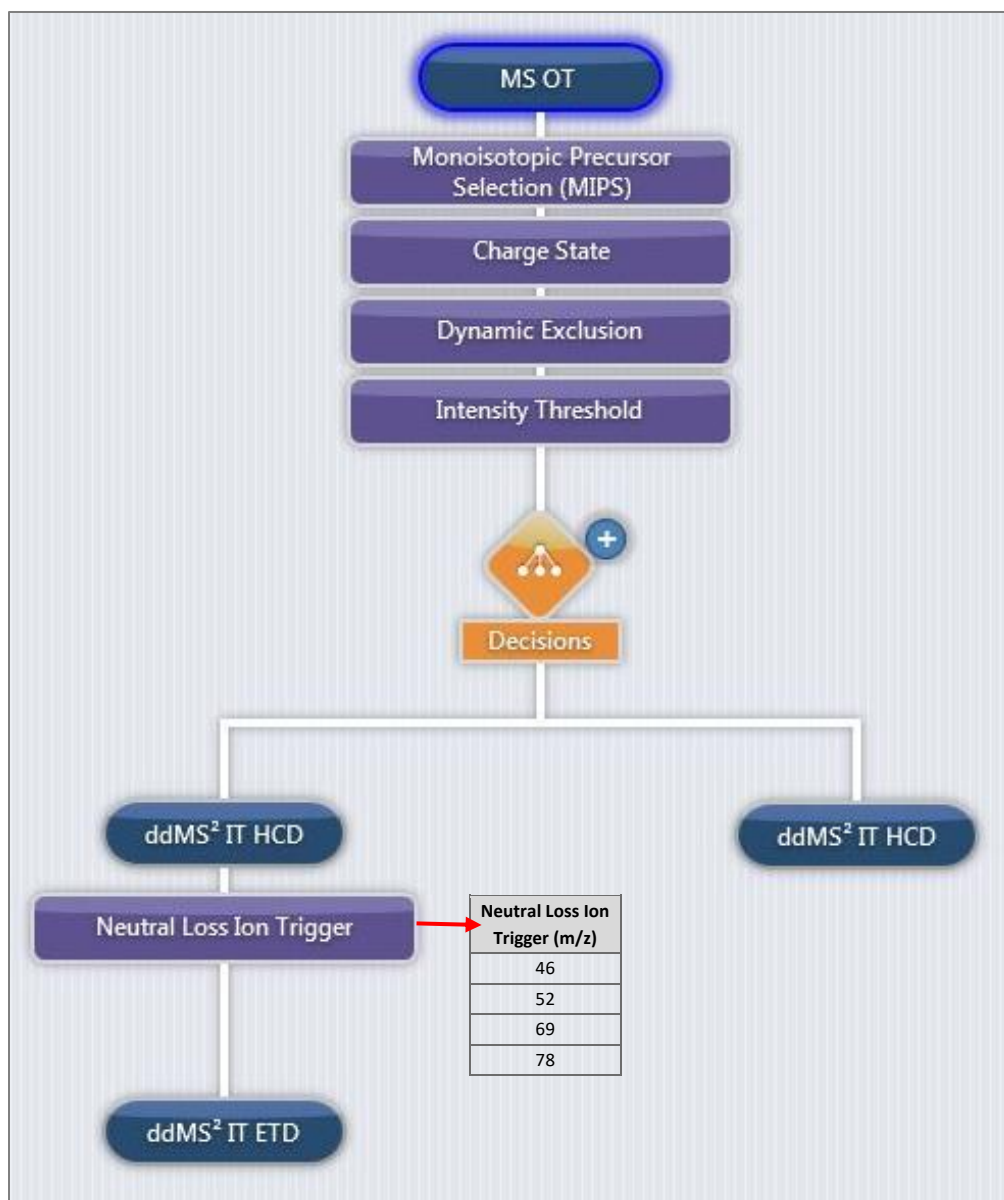 MS OT
Monoisotopic Precursor
Selection (MIPS)
Charge State
Dynamic Exclusion
Intensity Threshold
Decisions
ddMS² IT HCD
ddMS² IT HCD
Neutral Loss Ion Trigger
Neutral Loss Ion
Trigger (m/z)
46
52
69
78
ddMS² IT ETD